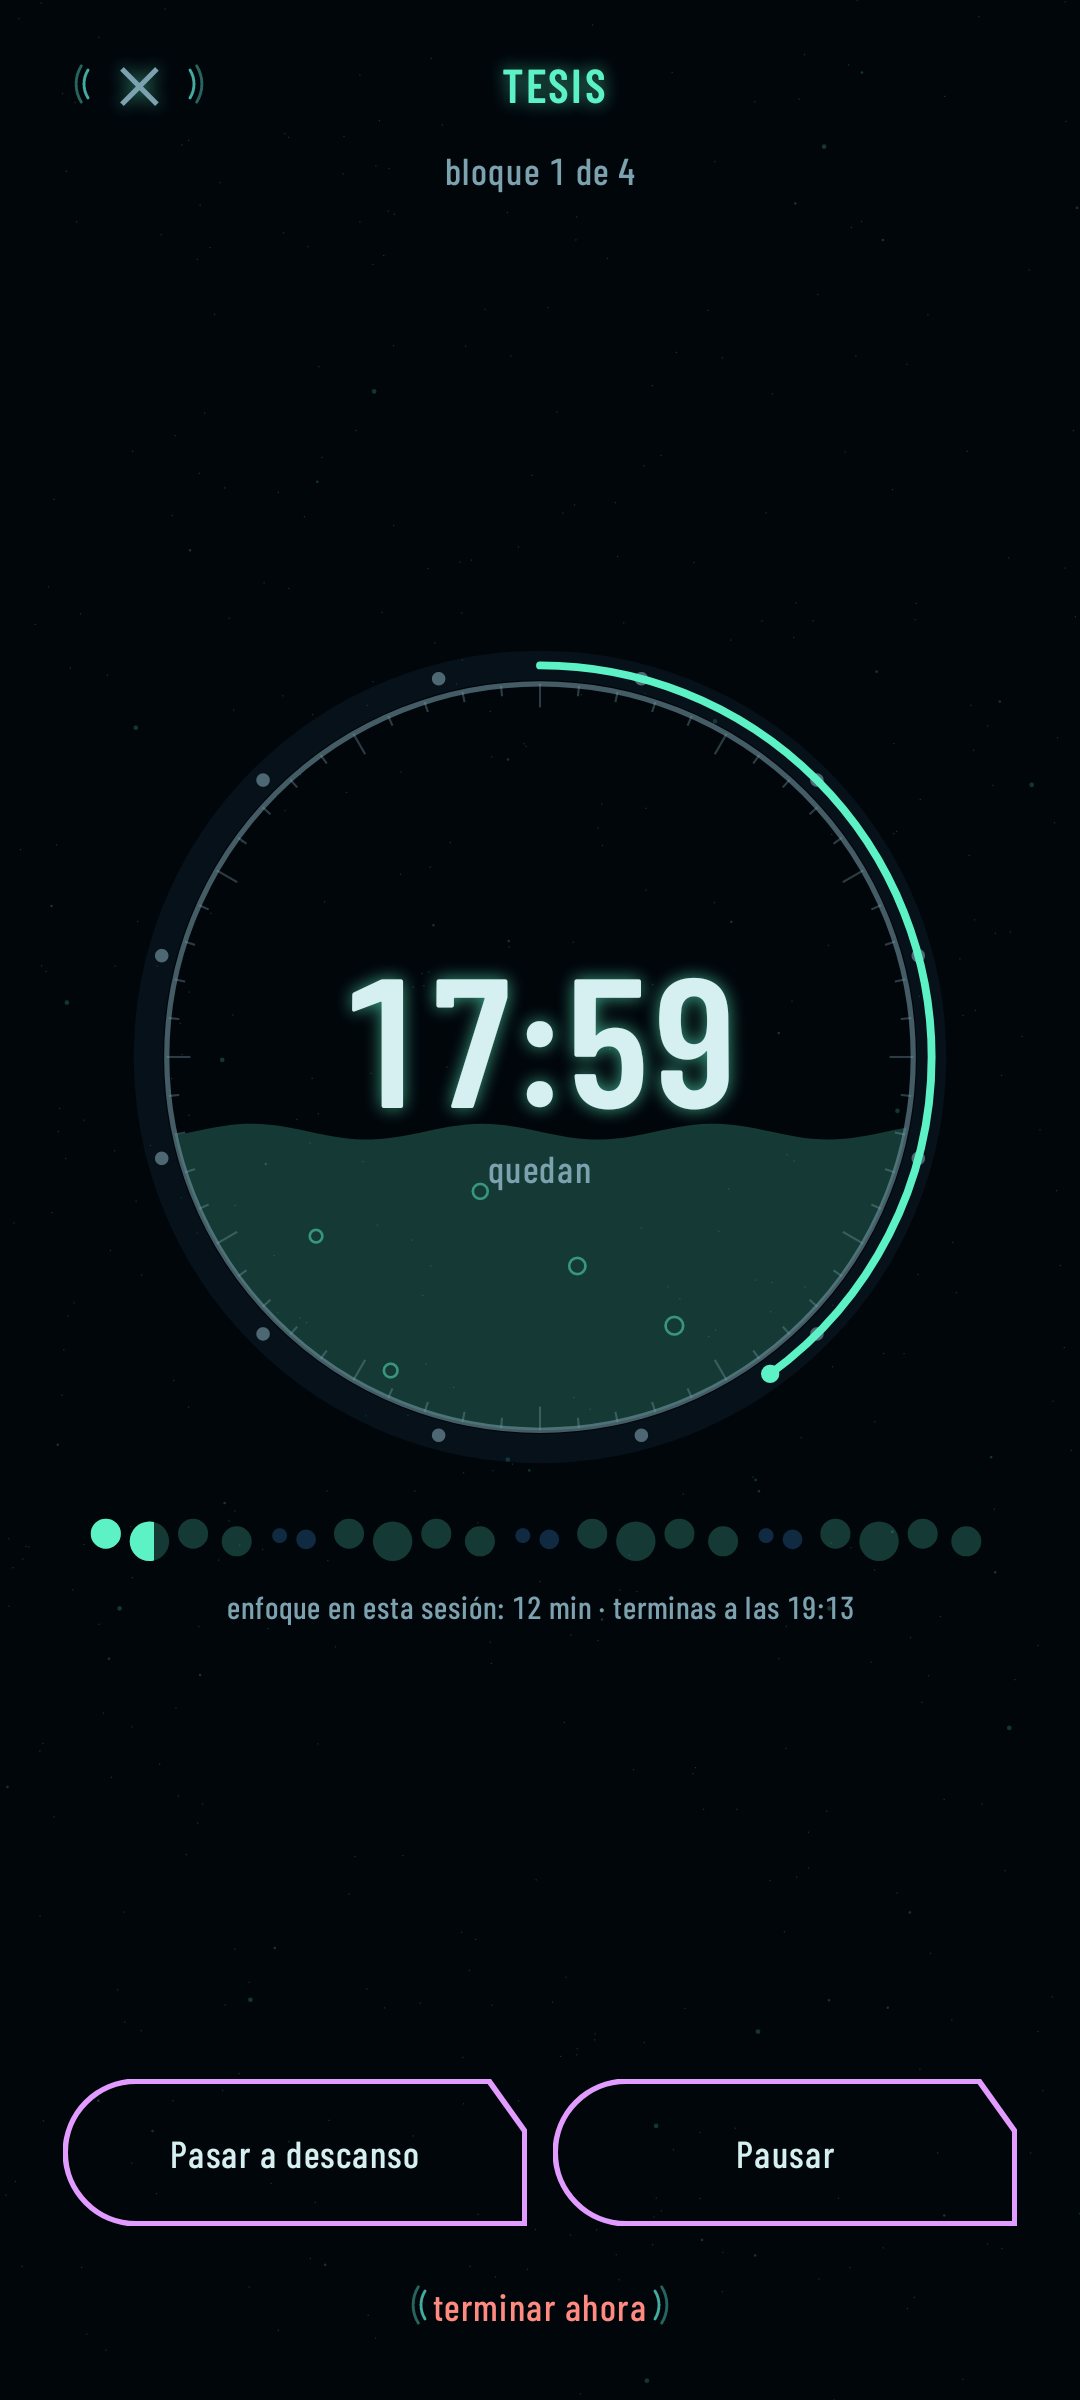 TESIS
bloque 1 de 4
17:59
quedan
enfoque en esta sesión: 12 min · terminas a las 19:13
Pasar a descanso
Pausar
terminar ahora